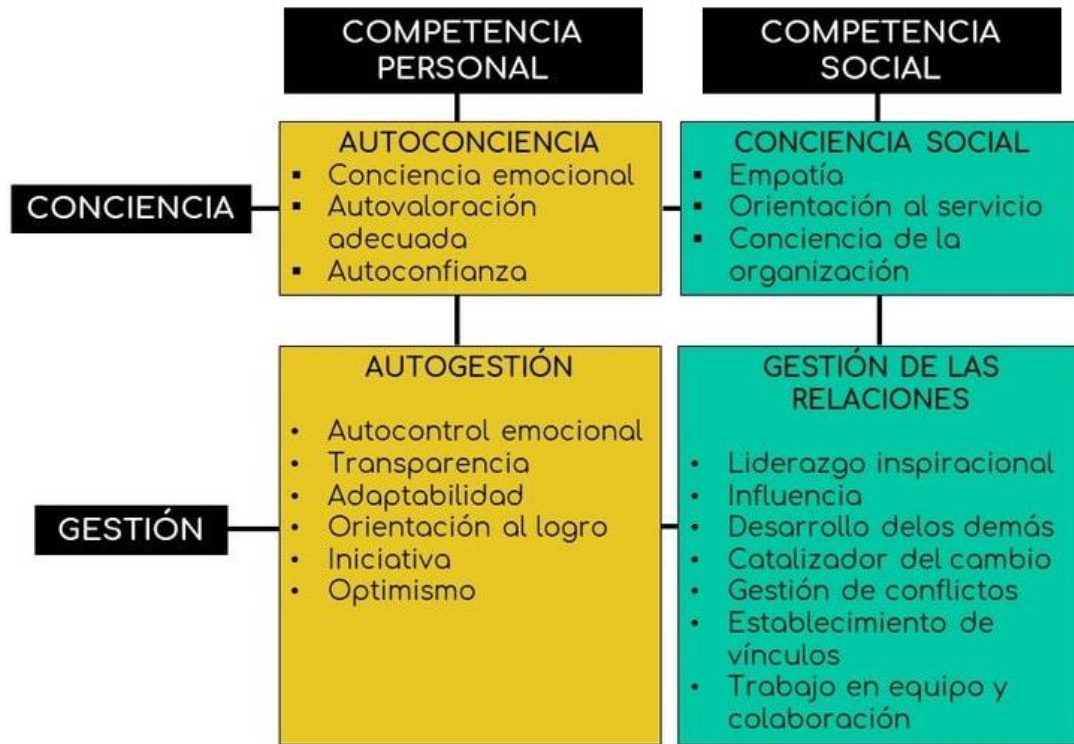 COMPETENCIA
PERSONAL
COMPETENCIA
SOCIAL
CONCIENCIA
AUTOCONCIENCIA
▪ Conciencia emocional
▪ Autovaloración
adecuada
▪ Autoconfianza
CONCIENCIA SOCIAL
▪ Empatía
▪ Orientación al servicio
▪ Conciencia de la
organización
GESTIÓN
AUTOGESTIÓN
• Autocontrol emocional
• Transparencia
• Adaptabilidad
• Orientación al logro
• Iniciativa
• Optimismo
GESTIÓN DE LAS
RELACIONES
• Liderazgo inspiracional
• Influencia
• Desarrollo delos demás
• Catalizador del cambio
• Gestión de conflictos
• Establecimiento de
vínculos
• Trabajo en equipo y
colaboración